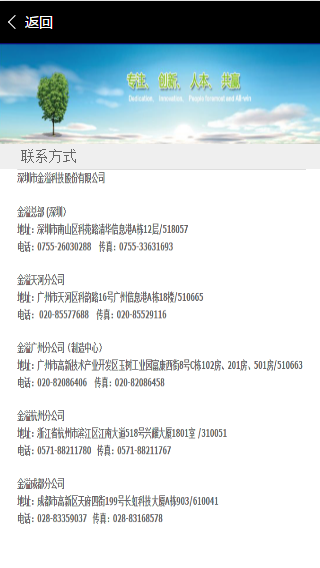 返回
专注、创新、人本、共赢
Dedication, Innovation, People foremost and All-win
联系方式
深圳市金溢科技股份有限公司
金溢总部(深圳)
地址：深圳市南山区科苑路清华信息港A栋12层/518057
电话：0755-26030288 传真：0755-33631693
金溢天河分公司
地址：广州市天河区科韵路16号广州信息港A栋18楼/510665
电话：020-85577688 传真：020-85529116
金溢广州分公司（制造中心）
地址：广州市高新技术产业开发区玉树工业园富康西街8号C栋102房、201房、501房/510663
电话：020-82086406 传真：020-82086458
金溢杭州分公司
地址：浙江省杭州市滨江区江南大道518号兴耀大厦1801室 /310051
电话：0571-88211780 传真：0571-88211767
金溢成都分公司
地址：成都市高新区天府四街199号长虹科技大厦A栋903/610041
电话：028-83359037 传真：028-83168578